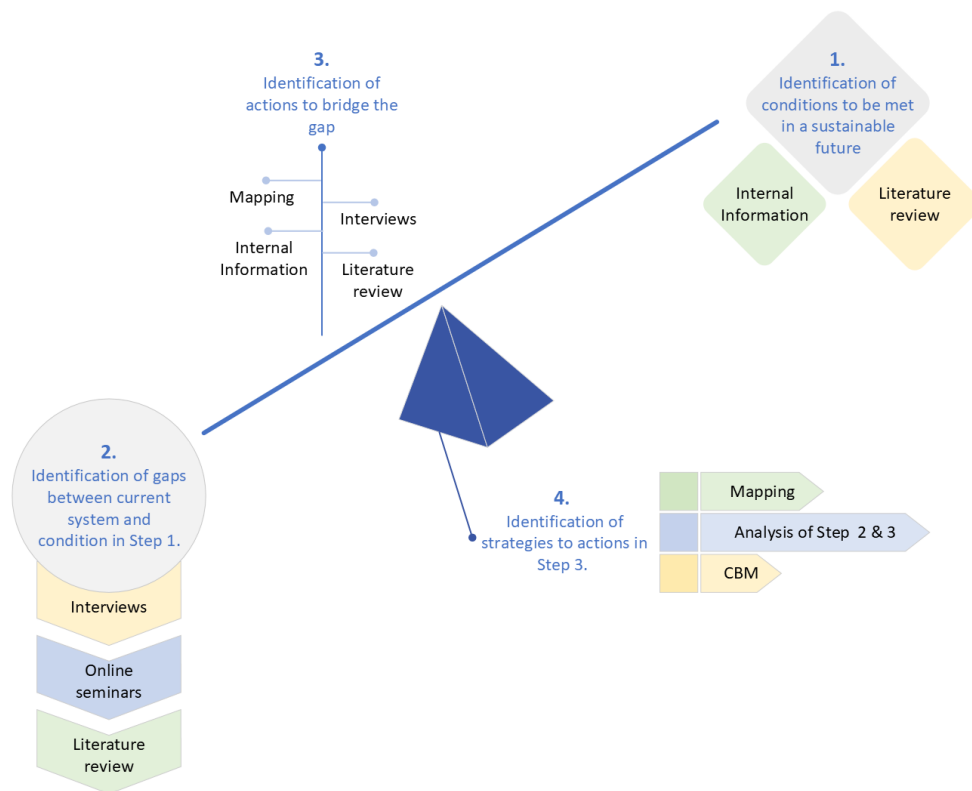 1.
Identification of
conditions to be met
in a sustainable
future
Internal
Information
Literature
review
2.
Identification of gaps
between current
system and
condition in Step 1.
Interviews
Online
seminars
Literature
review
3.
Identification of
actions to bridge the
gap
Mapping
Interviews
Internal
Information
Literature
review
4.
Identification of
strategies to actions in
Step 3.
Mapping
Analysis of Step 2 & 3
CBM